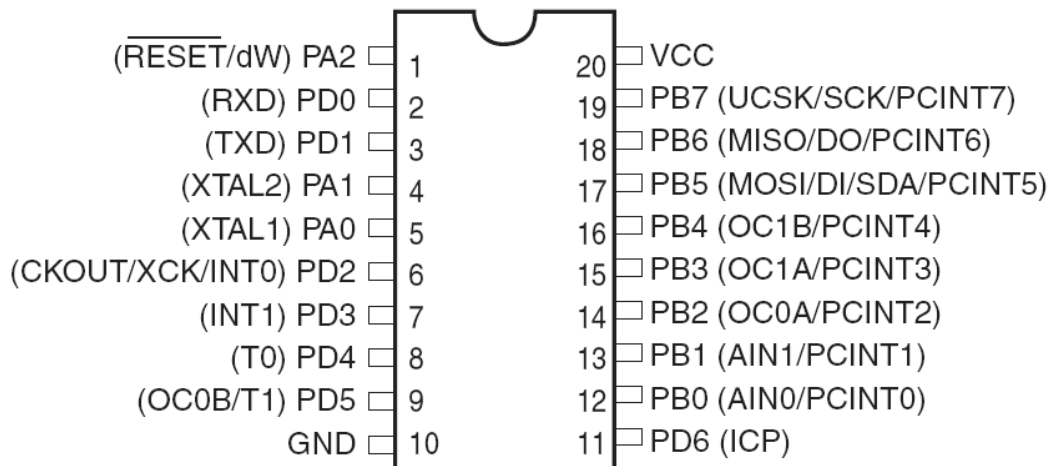 (RESET/dW) PA2 1 20 VCC
(RXD) PD0 2 19 PB7 (UCSK/SCK/PCINT7)
(TXD) PD1 3 18 PB6 (MISO/DO/PCINT6)
(XTAL2) PA1 4 17 PB5 (MOSI/DI/SDA/PCINT5)
(XTAL1) PA0 5 16 PB4 (OC1B/PCINT4)
(CKOUT/XCK/INT0) PD2 6 15 PB3 (OC1A/PCINT3)
(INT1) PD3 7 14 PB2 (OC0A/PCINT2)
(T0) PD4 8 13 PB1 (AIN1/PCINT1)
(OC0B/T1) PD5 9 12 PB0 (AIN0/PCINT0)
GND 10 11 PD6 (ICP)